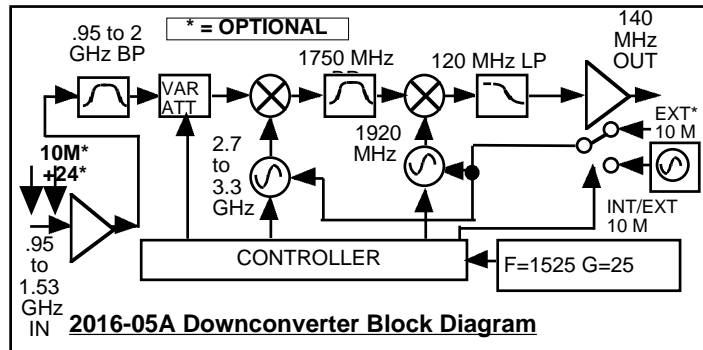 * = OPTIONAL
.95 to 2
GHz BP
1750 MHz
120 MHz LP
140
MHz
OUT
VAR
ATT
10M*
+24*
2.7
to
3.3
GHz
1920
MHz
EXT*
10 M
INT/EXT
10 M
.95
to
1.53
GHz
IN
CONTROLLER
F=1525 G=25
2016-05A Downconverter Block Diagram